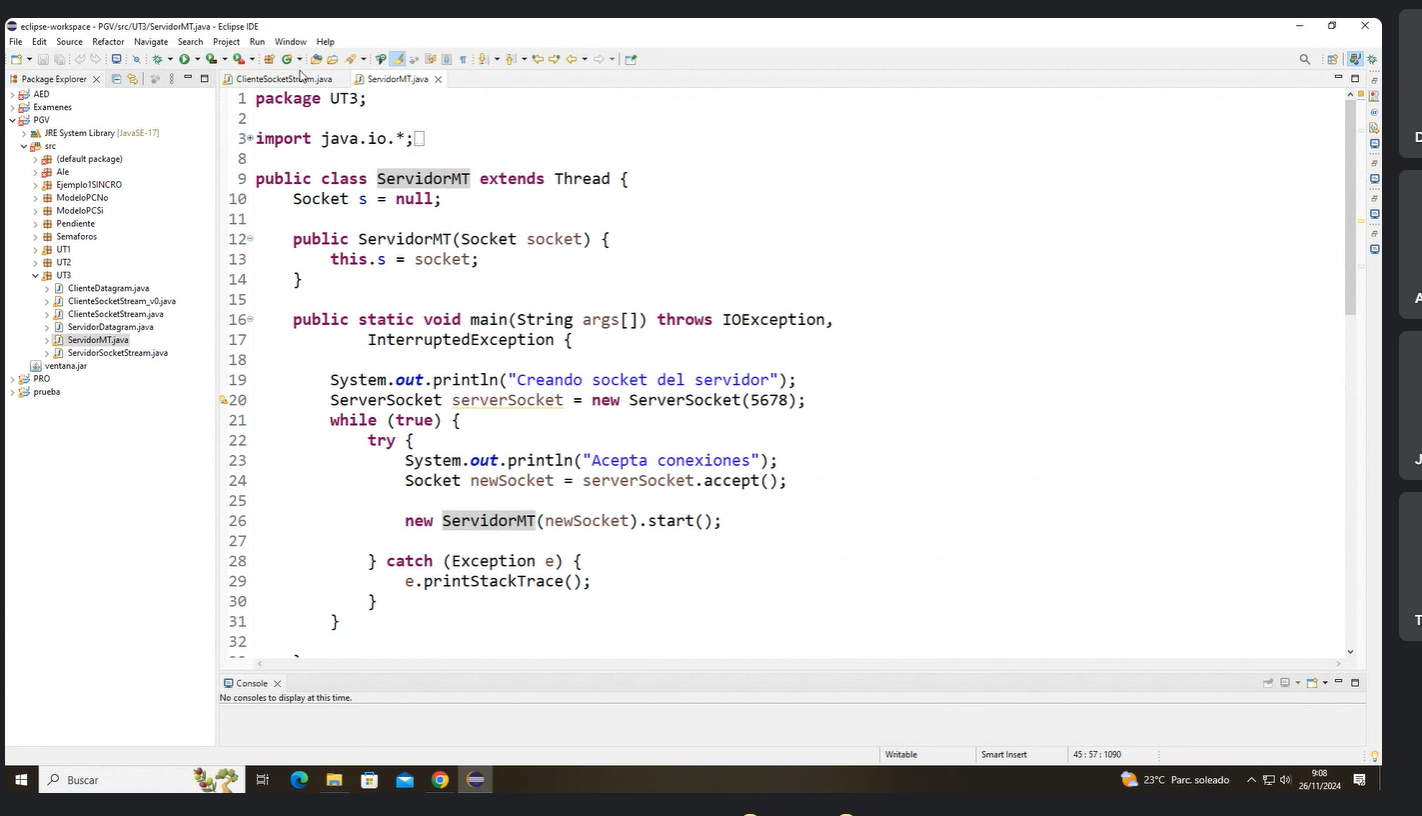 eclipse-workspace - PGV/src/UT3/ServidorMT.java - Eclipse IDE
File Edit Source Refactor Navigate Search Project Run Window Help
Package Explorer
ClienteSocketStream.java
ServidorMT.java
AED
Examenes
PGV
JRE System Library [JavaSE-17]
src
(default package)
Ale
Ejemplo1SINCRO
ModeloPCNo
ModeloPCSi
Pendiente
Semaforos
UT1
UT2
UT3
ClienteDatagram.java
ClienteSocketStream_v0.java
ClienteSocketStream.java
ServidorDatagram.java
ServidorMT.java
ServidorSocketStream.java
ventana.jar
PRO
prueba
1 package UT3;
2
3 import java.io.*;
8
9 public class ServidorMT extends Thread {
10 Socket s = null;
11
12 public ServidorMT(Socket socket) {
13 this.s = socket;
14 }
15
16 public static void main(String args[]) throws IOException,
17 InterruptedException {
18
19 System.out.println("Creando socket del servidor");
20 ServerSocket serverSocket = new ServerSocket(5678);
21 while (true) {
22 try {
23 System.out.println("Acepta conexiones");
24 Socket newSocket = serverSocket.accept();
25
26 new ServidorMT(newSocket).start();
27
28 } catch (Exception e) {
29 e.printStackTrace();
30 }
31 }
32
Console
No consoles to display at this time.
Writable Smart Insert 45 : 57 : 1090
Buscar
23°C Parc. soleado
9:08
26/11/2024